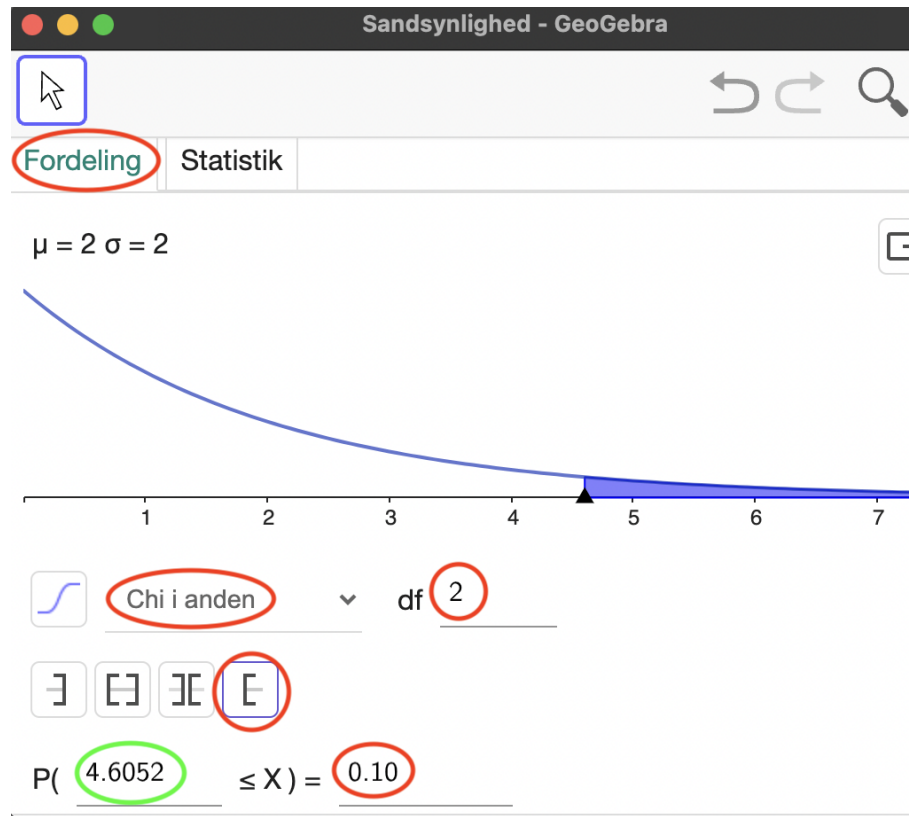 Sandsynlighed - GeoGebra
Fordeling Statistik
μ = 2 σ = 2
1 2 3 4 5 6 7
Chi i anden df 2
P( 4.6052 ≤ X ) = 0.10